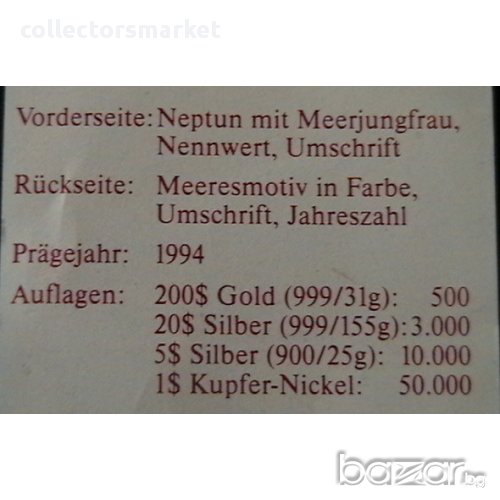 collectorsmarket
Vorderseite: Neptun mit Meerjungfrau,
Nennwert, Umschrift
Rückseite: Meeresmotiv in Farbe,
Umschrift, Jahreszahl
Prägejahr: 1994
Auflagen: 200$ Gold (999/31g): 500
20$ Silber (999/155g): 3.000
5$ Silber (900/25g): 10.000
1$ Kupfer-Nickel: 50.000
bazar.bg